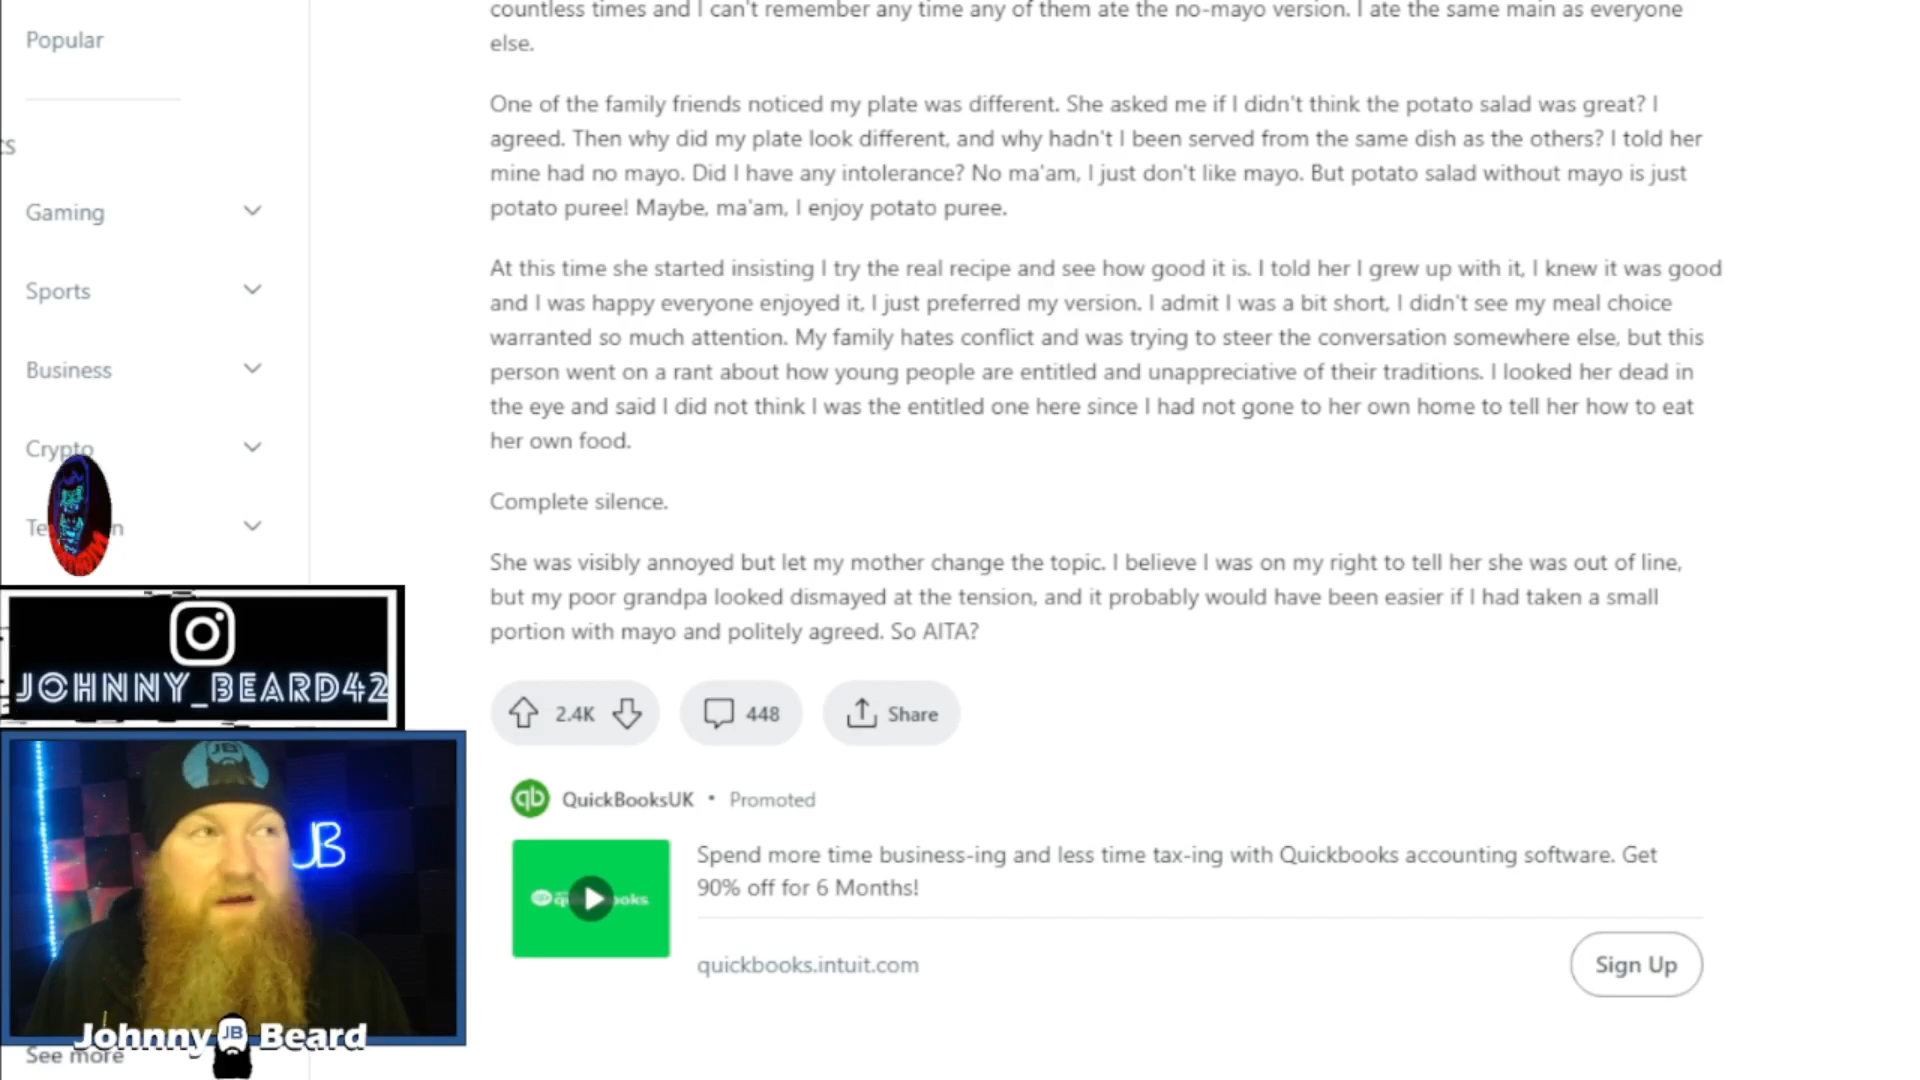 countless times and I can't remember any time any of them ate the no-mayo version. I ate the same main as everyone
else.
One of the family friends noticed my plate was different. She asked me if I didn't think the potato salad was great? I
agreed. Then why did my plate look different, and why hadn't I been served from the same dish as the others? I told her
mine had no mayo. Did I have any intolerance? No ma'am, I just don't like mayo. But potato salad without mayo is just
potato puree! Maybe, ma'am, I enjoy potato puree.
At this time she started insisting I try the real recipe and see how good it is. I told her I grew up with it, I knew it was good
and I was happy everyone enjoyed it, I just preferred my version. I admit I was a bit short, I didn't see my meal choice
warranted so much attention. My family hates conflict and was trying to steer the conversation somewhere else, but this
person went on a rant about how young people are entitled and unappreciative of their traditions. I looked her dead in
the eye and said I did not think I was the entitled one here since I had not gone to her own home to tell her how to eat
her own food.
Complete silence.
She was visibly annoyed but let my mother change the topic. I believe I was on my right to tell her she was out of line,
but my poor grandpa looked dismayed at the tension, and it probably would have been easier if I had taken a small
portion with mayo and politely agreed. So AITA?
2.4K
448
Share
QuickBooksUK • Promoted
Spend more time business-ing and less time tax-ing with Quickbooks accounting software. Get
90% off for 6 Months!
quickbooks.intuit.com
Sign Up
Popular
cs
Gaming
Sports
Business
Crypto
JOHNNY_BEARD42
JB
JB
Johnny JB Beard
See more